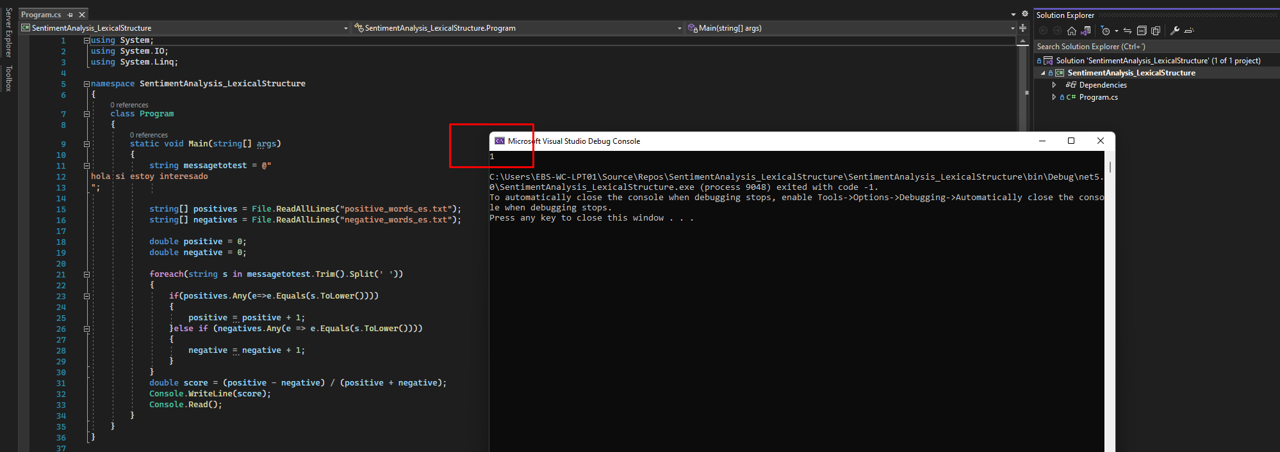 Server Explorer
Toolbox
Program.cs
SentimentAnalysis_LexicalStructure
SentimentAnalysis_LexicalStructure.Program
Main(string[] args)
1 using System;
2 using System.IO;
3 using System.Linq;
4
5 namespace SentimentAnalysis_LexicalStructure
6 {
0 references
7 class Program
8 {
0 references
9 static void Main(string[] args)
10 {
11 string messagetotest = @"
12 hola si estoy interesado
13 ";
14
15 string[] positives = File.ReadAllLines("positive_words_es.txt");
16 string[] negatives = File.ReadAllLines("negative_words_es.txt");
17
18 double positive = 0;
19 double negative = 0;
20
21 foreach(string s in messagetotest.Trim().Split(' '))
22 {
23 if(positives.Any(e=>e.Equals(s.ToLower())))
24 {
25 positive = positive + 1;
26 }else if (negatives.Any(e => e.Equals(s.ToLower())))
27 {
28 negative = negative + 1;
29 }
30 }
31 double score = (positive - negative) / (positive + negative);
32 Console.WriteLine(score);
33 Console.Read();
34 }
35 }
36 }
37
Microsoft Visual Studio Debug Console
1
C:\Users\EBS-WC-LPT01\Source\Repos\SentimentAnalysis_LexicalStructure\SentimentAnalysis_LexicalStructure\bin\Debug\net5.
0\SentimentAnalysis_LexicalStructure.exe (process 9048) exited with code -1.
To automatically close the console when debugging stops, enable Tools->Options->Debugging->Automatically close the conso
le when debugging stops.
Press any key to close this window . . .
Solution Explorer
Search Solution Explorer (Ctrl+´)
Solution 'SentimentAnalysis_LexicalStructure' (1 of 1 project)
SentimentAnalysis_LexicalStructure
Dependencies
C# Program.cs